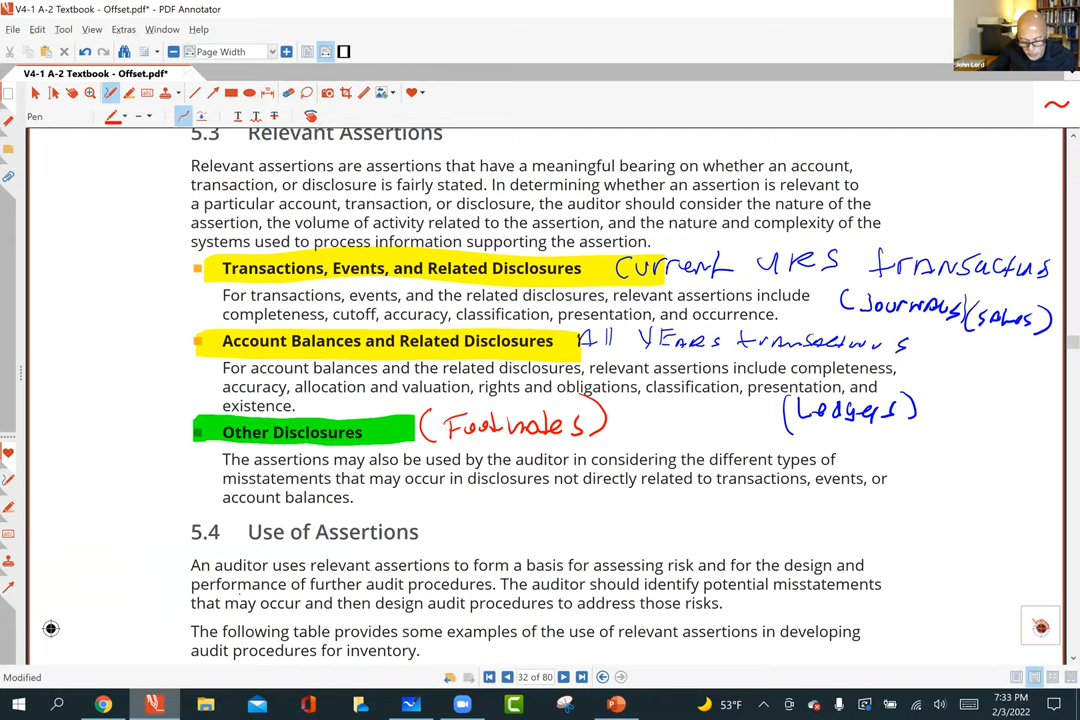 V4-1 A-2 Textbook - Offset.pdf* - PDF Annotator
File Edit Tool View Extras Window Help
Page Width
V4-1 A-2 Textbook - Offset.pdf*
John Lord
Pen
5.3 Relevant Assertions
Relevant assertions are assertions that have a meaningful bearing on whether an account,
transaction, or disclosure is fairly stated. In determining whether an assertion is relevant to
a particular account, transaction, or disclosure, the auditor should consider the nature of the
assertion, the volume of activity related to the assertion, and the nature and complexity of the
systems used to process information supporting the assertion.
Transactions, Events, and Related Disclosures Current
For transactions, events, and the related disclosures, relevant assertions include
completeness, cutoff, accuracy, classification, presentation, and occurrence.
(Journals) (sales)
Account Balances and Related Disclosures All Years transactions
For account balances and the related disclosures, relevant assertions include completeness,
accuracy, allocation and valuation, rights and obligations, classification, presentation, and
existence.
(Ledgers)
Other Disclosures (Footnotes)
The assertions may also be used by the auditor in considering the different types of
misstatements that may occur in disclosures not directly related to transactions, events, or
account balances.
5.4 Use of Assertions
An auditor uses relevant assertions to form a basis for assessing risk and for the design and
performance of further audit procedures. The auditor should identify potential misstatements
that may occur and then design audit procedures to address those risks.
The following table provides some examples of the use of relevant assertions in developing
audit procedures for inventory.
Modified
32 of 80
53°F
7:33 PM
2/3/2022